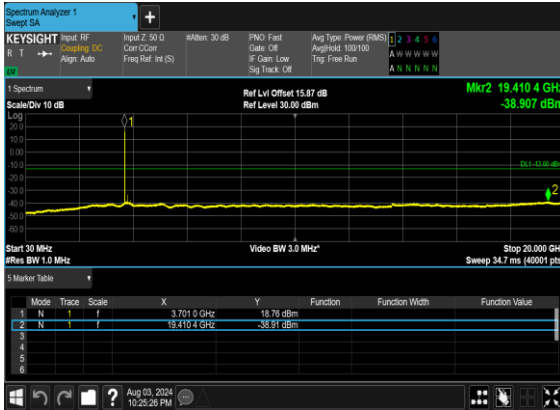 Spectrum Analyzer 1
Swept SA
+
KEYSIGHT Input: RF Input Z: 50 Ω #Atten: 30 dB PNO: Fast Avg Type: Power (RMS) 1 2 3 4 5 6
R T Coupling: DC Corr CCorr Gate: Off Avg|Hold: 100/100 A W W W W W
Align: Auto Freq Ref: Int (S) IF Gain: Low Trig: Free Run
Sig Track: Off A N N N N N
1 Spectrum Ref Lvl Offset 15.87 dB Mkr2 19.410 4 GHz
Scale/Div 10 dB Ref Level 30.00 dBm -38.907 dBm
Log
20.0
10.0
0.00
-10.0
-20.0
-30.0
-40.0
-50.0
-60.0
1
DL1 -13.00 dBm
2
Start 30 MHz Video BW 3.0 MHz* Stop 20.000 GHz
#Res BW 1.0 MHz Sweep 34.7 ms (40001 pts)
5 Marker Table
Mode Trace Scale X Y Function Function Width Function Value
1 N 1 f 3.701 0 GHz 18.76 dBm
2 N 1 f 19.410 4 GHz -38.91 dBm
3
4
5
6
? Aug 03, 2024
10:25:26 PM